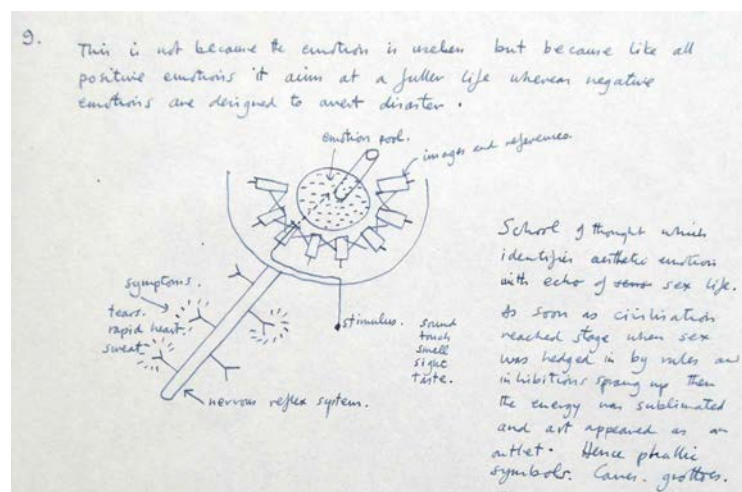 9.
This is not because the emotion is useless but because like all
positive emotions it aims at a fuller life whereas negative
emotions are designed to avert disaster.
emotion pool.
images and references.
symptoms.
tears.
rapid heart.
sweat
stimulus.
sound
touch
smell
sight
taste.
nervous reflex system.
School of thought which
identifies aesthetic emotion
with echo of sex life.
As soon as civilisation
reached stage when sex
was hedged in by rules and
inhibitions sprang up then
the energy was sublimated
and art appeared as an
outlet. Hence phallic
symbols. Caves. grottoes.